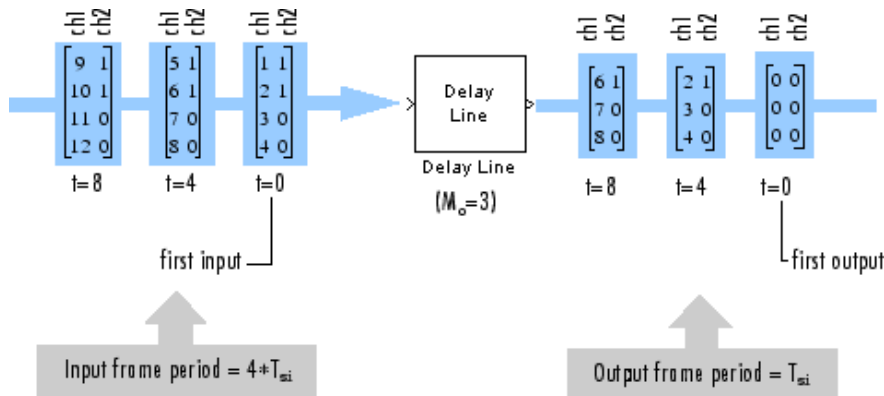 ch1 ch2 ch1 ch2 ch1 ch2 ch1 ch2 ch1 ch2 ch1 ch2
9 1
10 1
11 0
12 0
t=8
5 1
6 1
7 0
8 0
t=4
1 1
2 1
3 0
4 0
t=0
first input
Delay
Line
Delay Line
(Mo=3)
6 1
7 0
8 0
t=8
2 1
3 0
4 0
t=4
0 0
0 0
0 0
t=0
first output
Input frame period = 4*Tsi
Output frame period = Tsi